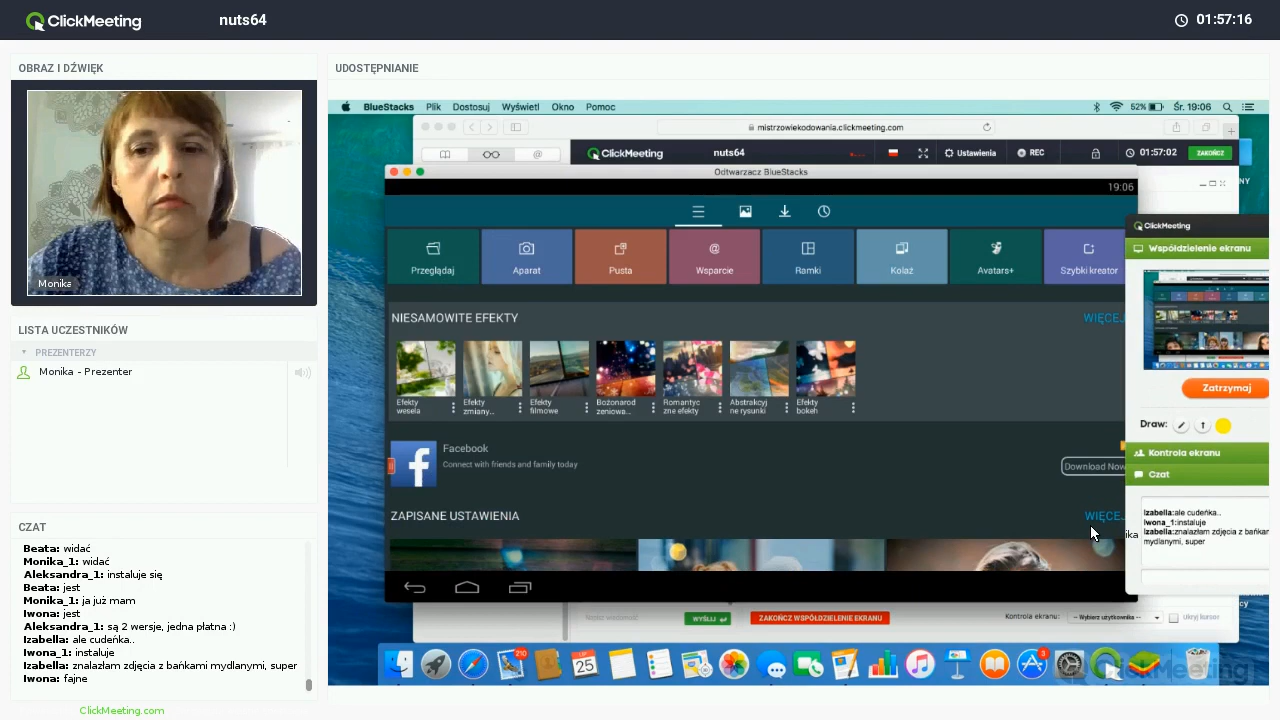 ClickMeeting
nuts64
01:57:16
OBRAZ I DŹWIĘK
Monika
LISTA UCZESTNIKÓW
PREZENTERZY
Monika - Prezenter
CZAT
Beata: widać
Monika_1: widać
Aleksandra_1: instaluje się
Beata: jest
Monika_1: ja już mam
Iwona: jest
Aleksandra_1: są 2 wersje, jedna płatna :)
Izabella: ale cudeńka..
Iwona_1: instaluje
Izabella: znalazłam zdjęcia z bańkami mydlanymi, super
Iwona: fajne
ClickMeeting.com
UDOSTĘPNIANIE
BlueStacks Plik Dostosuj Wyświetl Okno Pomoc
52% Śr. 19:06
mistrzowiekodowania.clickmeeting.com
ClickMeeting
nuts64
Ustawienia
REC
01:57:02
ZAKOŃCZ
Odtwarzacz BlueStacks
19:06
Przeglądaj
Aparat
Pusta
Wsparcie
Ramki
Kolaż
Avatars+
Szybki kreator
NIESAMOWITE EFEKTY
WIĘCEJ
Efekty
wesela
Efekty
zmiany...
Efekty
filmowe
Bożonarod
zeniowa...
Romantyc
zne efekty
Abstrakcyj
ne rysunki
Efekty
bokeh
Facebook
Connect with friends and family today
Download Now
ZAPISANE USTAWIENIA
WIĘCEJ
ClickMeeting
Współdzielenie ekranu
Zatrzymaj
Draw:
Kontrola ekranu
Czat
Izabella:ale cudeńka..
Iwona_1:instaluje
Izabella:znalazłam zdjęcia z bańkami
mydlanymi, super
Napisz wiadomość
WYŚLIJ
ZAKOŃCZ WSPÓŁDZIELENIE EKRANU
Kontrola ekranu:
-- Wybierz użytkownika --
Ukryj kursor
210
25
3
ClickMeeting